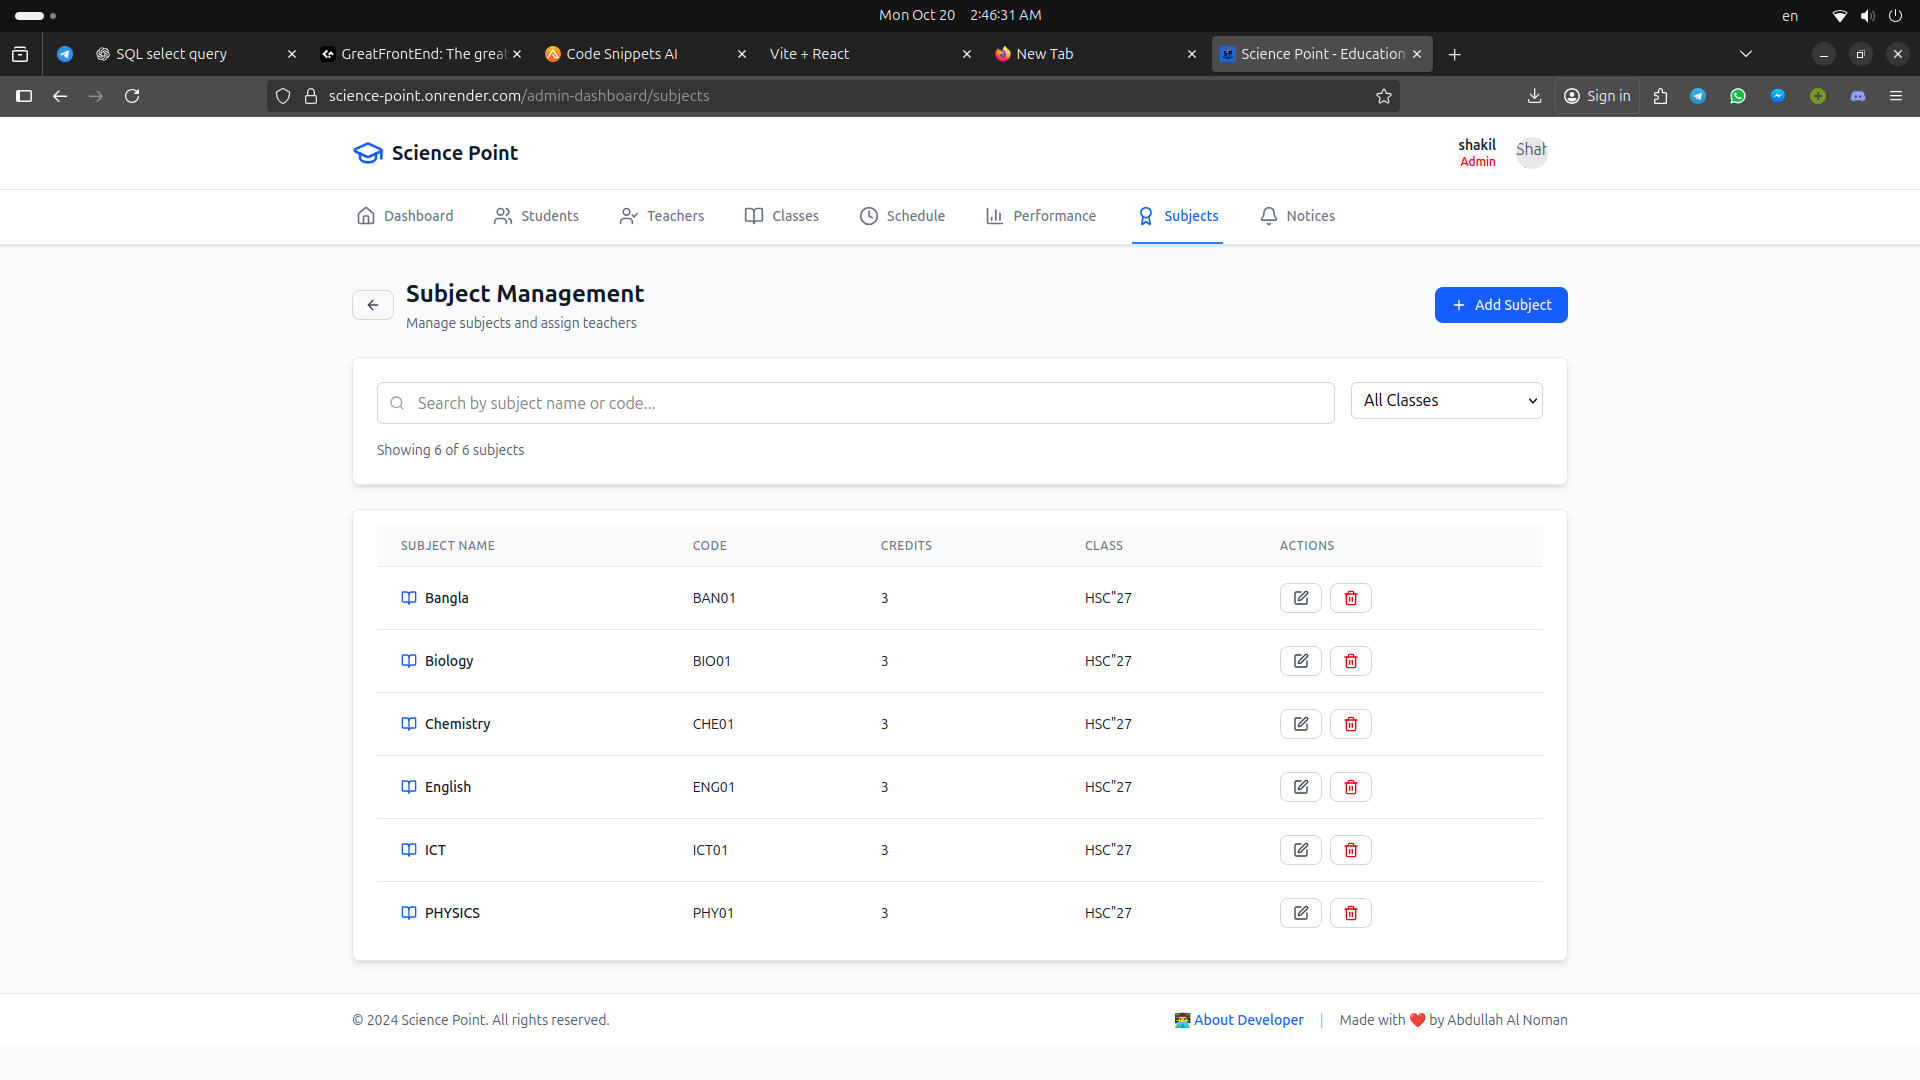 Mon Oct 20 2:46:31 AM
en
SQL select query
GreatFrontEnd: The great
Code Snippets AI
Vite + React
New Tab
Science Point - Education
science-point.onrender.com/admin-dashboard/subjects
Sign in
Science Point
shakil
Admin
Shah
Dashboard
Students
Teachers
Classes
Schedule
Performance
Subjects
Notices
Subject Management
Manage subjects and assign teachers
Add Subject
Search by subject name or code...
All Classes
Showing 6 of 6 subjects
SUBJECT NAME CODE CREDITS CLASS ACTIONS
Bangla BAN01 3 HSC"27
Biology BIO01 3 HSC"27
Chemistry CHE01 3 HSC"27
English ENG01 3 HSC"27
ICT ICT01 3 HSC"27
PHYSICS PHY01 3 HSC"27
© 2024 Science Point. All rights reserved.
👨‍💻 About Developer | Made with ❤️ by Abdullah Al Noman